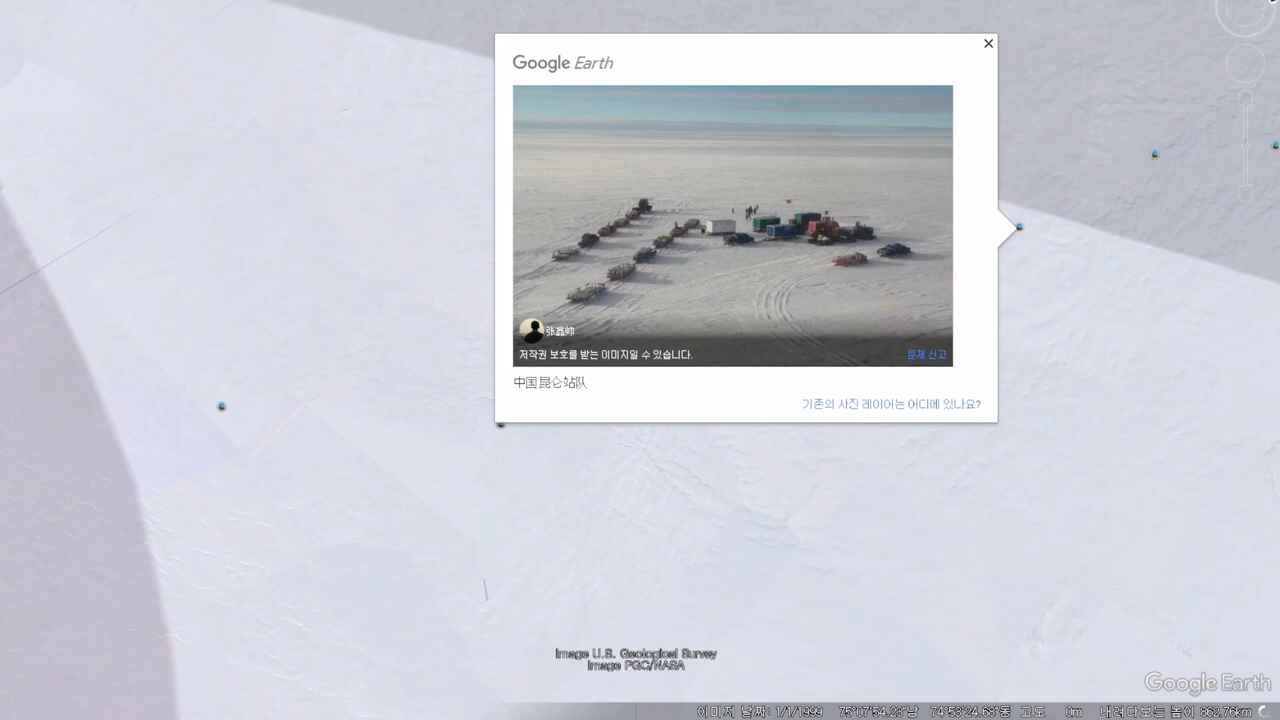 Google Earth
张鑫帅
저작권 보호를 받는 이미지일 수 있습니다.
문제 신고
中国昆仑站队
기존의 사진 레이어는 어디에 있나요?
Image U.S. Geological Survey
Image PGC/NASA
Google Earth
이미지 날짜: 1/1/1999 75°07'54.23"남 74°53'24.68"동 고도 0m 내려다보는 높이 862.76km